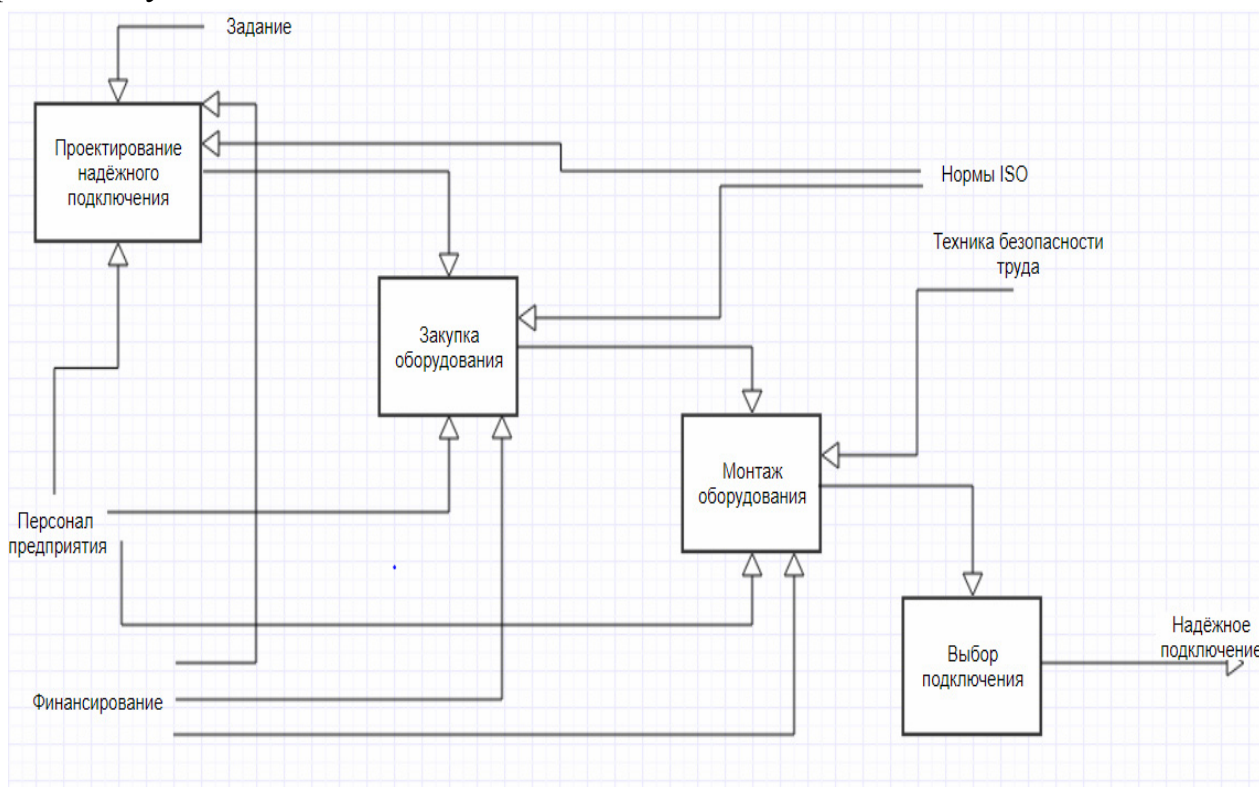 Задание
Проектирование
надёжного
подключения
Нормы ISO
Техника безопасности
труда
Закупка
оборудования
Монтаж
оборудования
Персонал
предприятия
Выбор
подключения
Надёжное
подключение
Финансирование